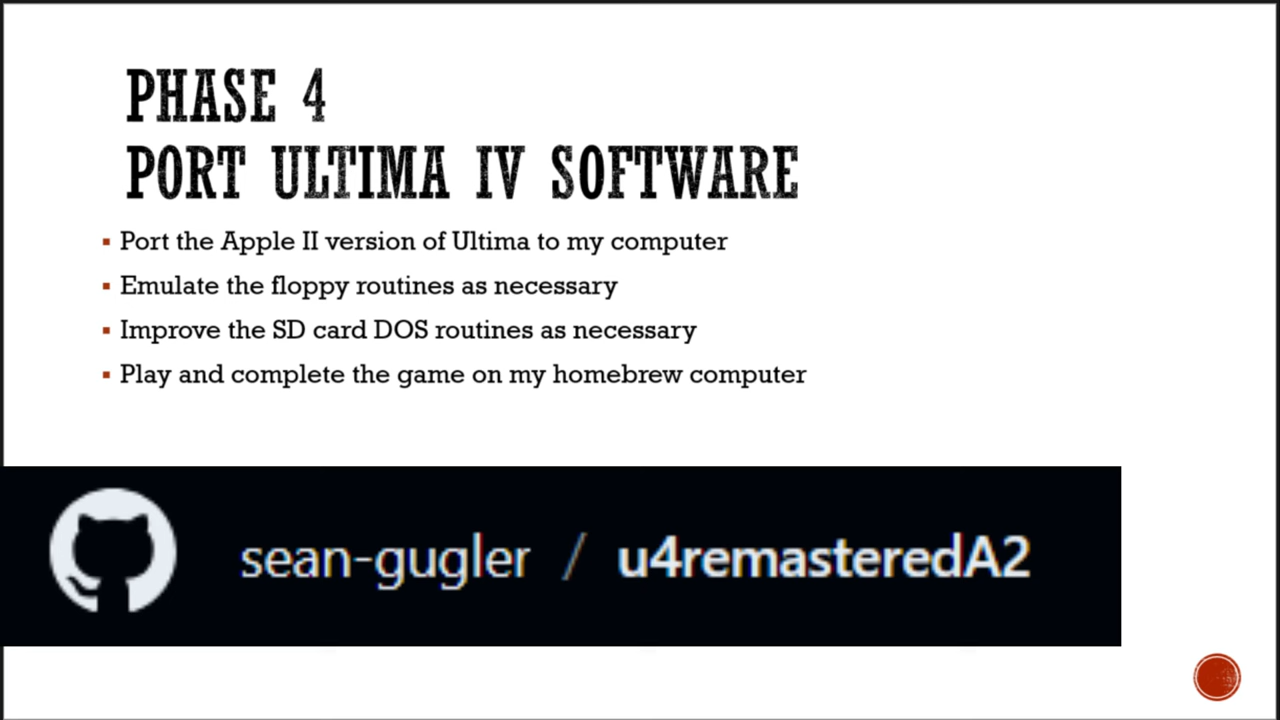 PHASE 4
PORT ULTIMA IV SOFTWARE
▪ Port the Apple II version of Ultima to my computer
▪ Emulate the floppy routines as necessary
▪ Improve the SD card DOS routines as necessary
▪ Play and complete the game on my homebrew computer
sean-gugler / u4remasteredA2